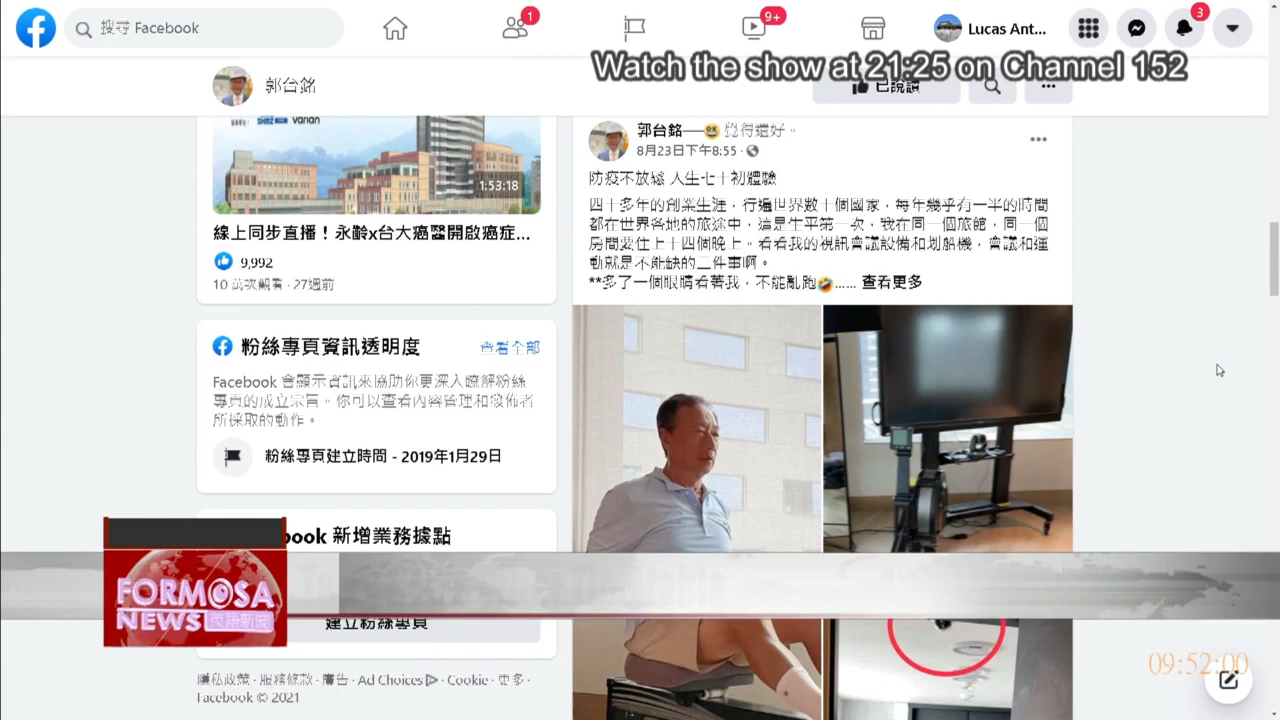 搜尋 Facebook
1
9+
Lucas Ant...
3
Watch the show at 21:25 on Channel 152
郭台銘
已說讚
varian
1:53:18
線上同步直播！永齡x台大癌醫開啟癌症...
9,992
10 萬次觀看 · 27週前
郭台銘——覺得還好。
8月23日下午8:55 ·
防疫不放鬆 人生七十初體驗
四十多年的創業生涯，行遍世界數十個國家，每年幾乎有一半的時間
都在世界各地的旅途中，這是生平第一次，我在同一個旅館，同一個
房間要住上十四個晚上。看看我的視訊會議設備和划船機，會議和運
動就是不能缺的二件事啊。
**多了一個眼睛看著我，不能亂跑...... 查看更多
粉絲專頁資訊透明度
查看全部
Facebook 會顯示資訊來協助你更深入瞭解粉絲
專頁的成立宗旨。你可以查看內容管理和發佈者
所採取的動作。
粉絲專頁建立時間 - 2019年1月29日
book 新增業務據點
FORMOSA
NEWS
建立粉絲專頁
隱私政策 · 服務條款 · 廣告 · Ad Choices · Cookie · 更多 ·
Facebook © 2021
09:52:00